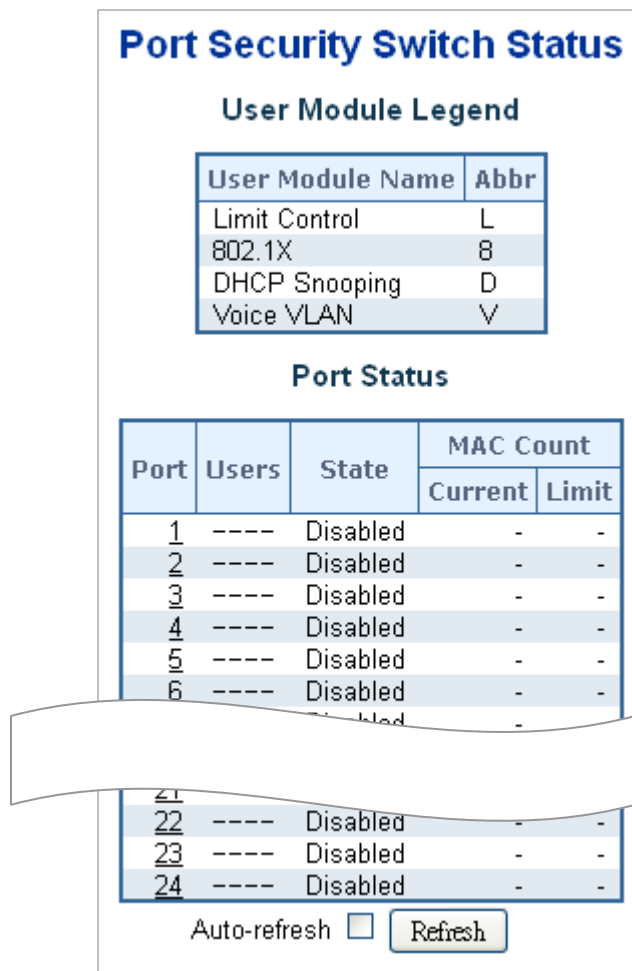 Port Security Switch Status
User Module Legend
User Module Name Abbr
Limit Control L
802.1X 8
DHCP Snooping D
Voice VLAN V
Port Status
Port Users State MAC Count
Current Limit
1 ---- Disabled - -
2 ---- Disabled - -
3 ---- Disabled - -
4 ---- Disabled - -
5 ---- Disabled - -
6 ---- Disabled - -
Disabled -
21
22 ---- Disabled - -
23 ---- Disabled - -
24 ---- Disabled - -
Auto-refresh Refresh